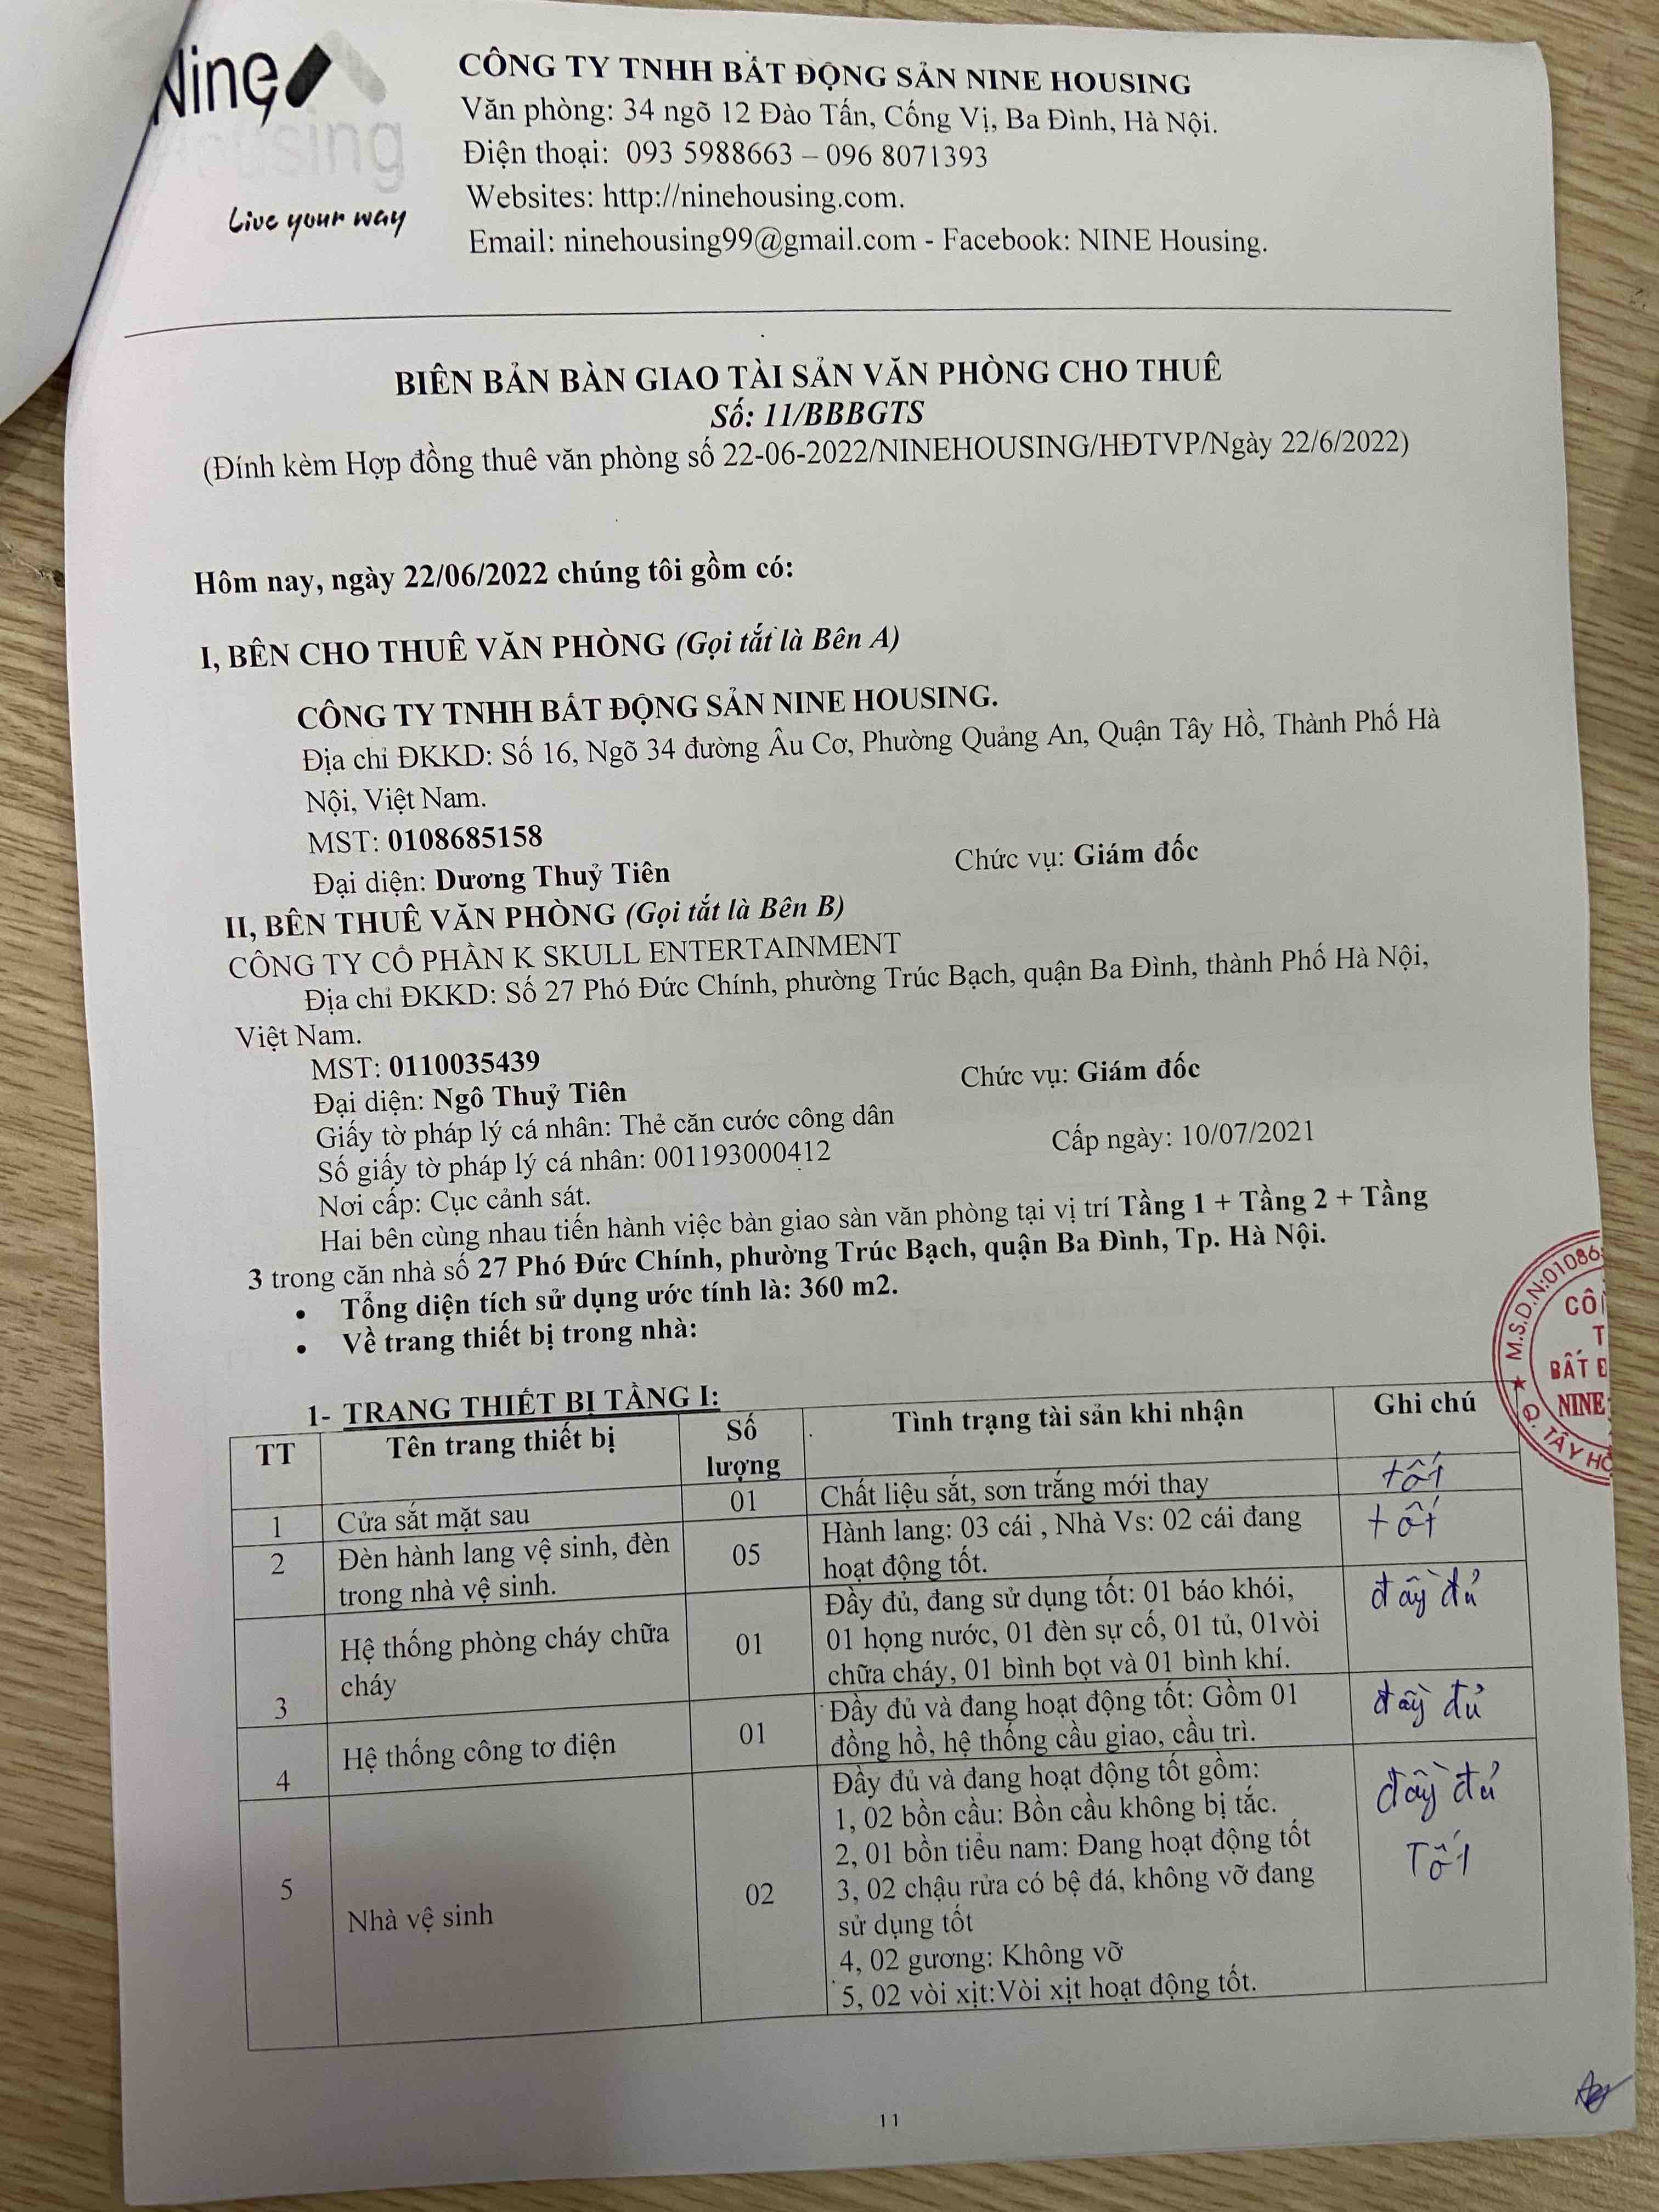 Nine
Housing
Live your way
CÔNG TY TNHH BẤT ĐỘNG SẢN NINE HOUSING
Văn phòng: 34 ngõ 12 Đào Tấn, Cống Vị, Ba Đình, Hà Nội.
Điện thoại: 093 5988663 – 096 8071393
Websites: http://ninehousing.com.
Email: ninehousing99@gmail.com - Facebook: NINE Housing.
BIÊN BẢN BÀN GIAO TÀI SẢN VĂN PHÒNG CHO THUÊ
Số: 11/BBBGTS
(Đính kèm Hợp đồng thuê văn phòng số 22-06-2022/NINEHOUSING/HĐTVP/Ngày 22/6/2022)
Hôm nay, ngày 22/06/2022 chúng tôi gồm có:
I, BÊN CHO THUÊ VĂN PHÒNG (Gọi tắt là Bên A)
CÔNG TY TNHH BẤT ĐỘNG SẢN NINE HOUSING.
Địa chỉ ĐKKD: Số 16, Ngõ 34 đường Âu Cơ, Phường Quảng An, Quận Tây Hồ, Thành Phố Hà
Nội, Việt Nam.
MST: 0108685158
Đại diện: Dương Thuỷ Tiên Chức vụ: Giám đốc
II, BÊN THUÊ VĂN PHÒNG (Gọi tắt là Bên B)
CÔNG TY CỔ PHẦN K SKULL ENTERTAINMENT
Địa chỉ ĐKKD: Số 27 Phó Đức Chính, phường Trúc Bạch, quận Ba Đình, thành Phố Hà Nội,
Việt Nam.
MST: 0110035439
Đại diện: Ngô Thuỷ Tiên Chức vụ: Giám đốc
Giấy tờ pháp lý cá nhân: Thẻ căn cước công dân
Số giấy tờ pháp lý cá nhân: 001193000412 Cấp ngày: 10/07/2021
Nơi cấp: Cục cảnh sát.
Hai bên cùng nhau tiến hành việc bàn giao sàn văn phòng tại vị trí Tầng 1 + Tầng 2 + Tầng
3 trong căn nhà số 27 Phó Đức Chính, phường Trúc Bạch, quận Ba Đình, Tp. Hà Nội.
• Tổng diện tích sử dụng ước tính là: 360 m2.
• Về trang thiết bị trong nhà:
M.S.D.N:01086
CÔ
T
BẤT Đ
NINE
★ Q. TÂY HỒ
1- TRANG THIẾT BỊ TẦNG I:
TT Tên trang thiết bị Số lượng Tình trạng tài sản khi nhận Ghi chú
1 Cửa sắt mặt sau 01 Chất liệu sắt, sơn trắng mới thay tốt
2 Đèn hành lang vệ sinh, đèn 05 Hành lang: 03 cái , Nhà Vs: 02 cái đang tốt
trong nhà vệ sinh. hoạt động tốt.
Đầy đủ, đang sử dụng tốt: 01 báo khói, đầy đủ
Hệ thống phòng cháy chữa 01 01 họng nước, 01 đèn sự cố, 01 tủ, 01vòi
3 cháy chữa cháy, 01 bình bọt và 01 bình khí.
Đầy đủ và đang hoạt động tốt: Gồm 01 đầy đủ
4 Hệ thống công tơ điện 01 đồng hồ, hệ thống cầu giao, cầu trì.
Đầy đủ và đang hoạt động tốt gồm: đầy đủ
1, 02 bồn cầu: Bồn cầu không bị tắc.
2, 01 bồn tiểu nam: Đang hoạt động tốt Tốt
5 Nhà vệ sinh 02 3, 02 chậu rửa có bệ đá, không vỡ đang
sử dụng tốt
4, 02 gương: Không vỡ
5, 02 vòi xịt:Vòi xịt hoạt động tốt.
11